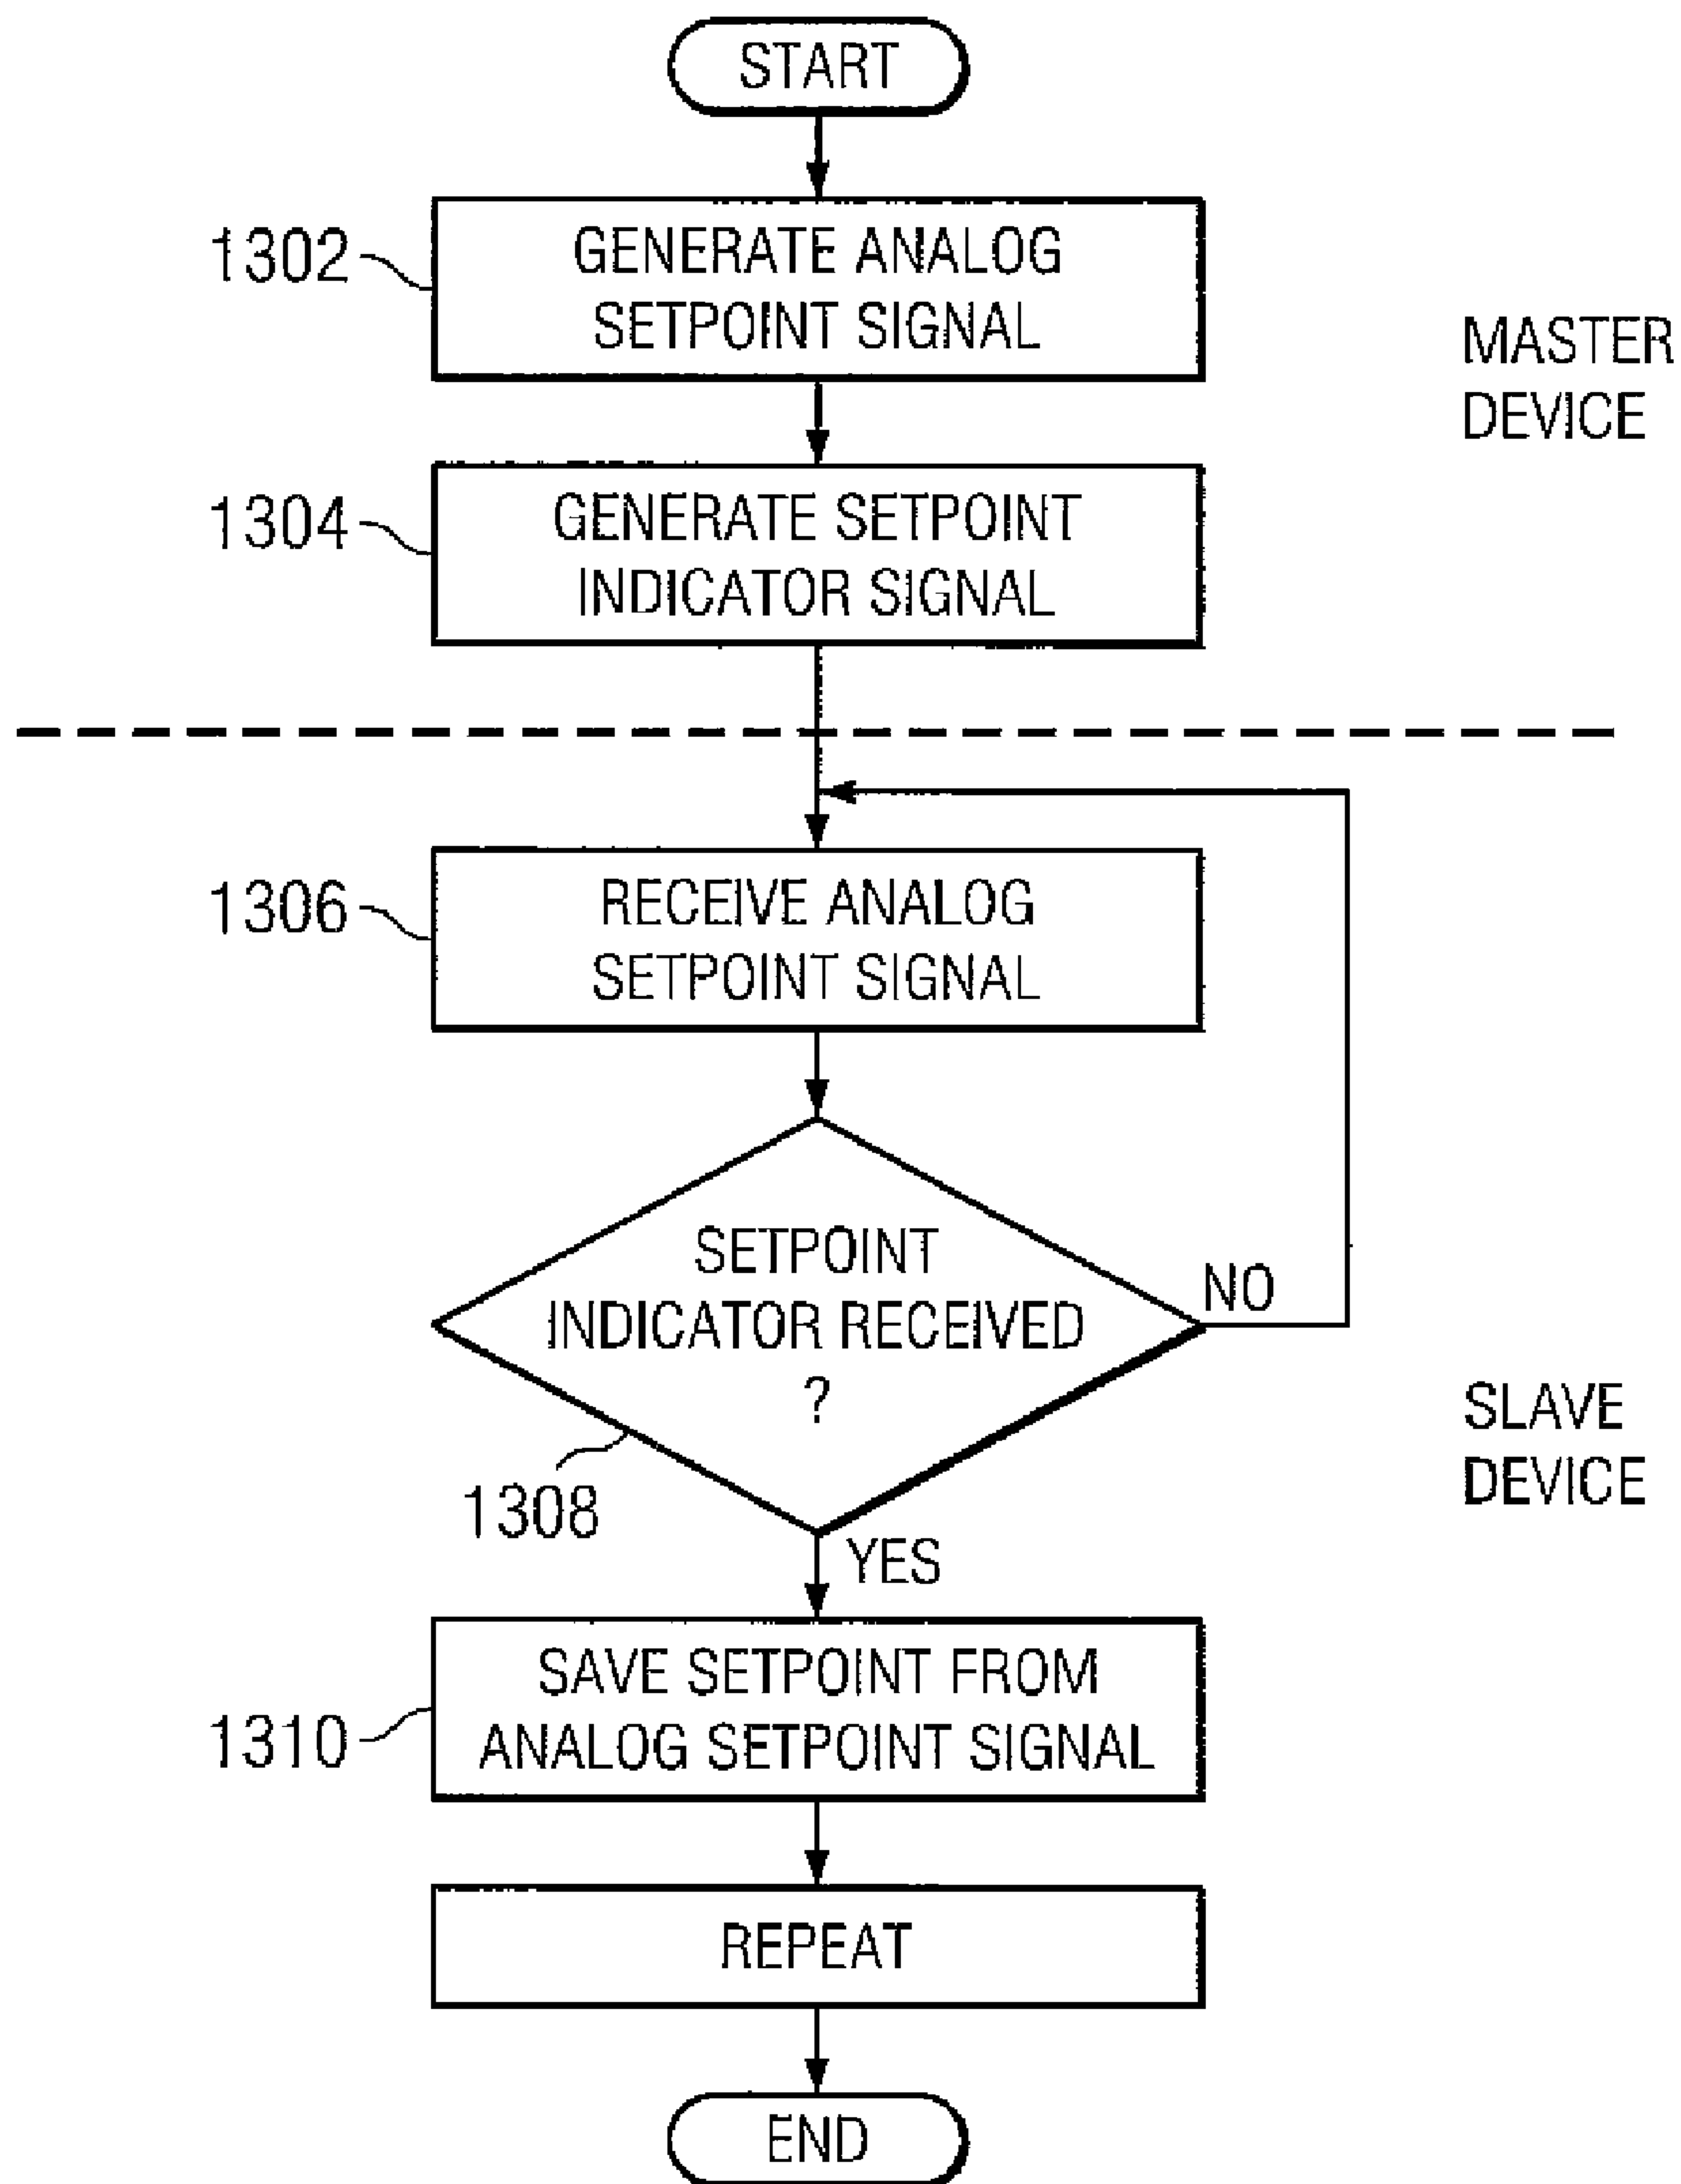 START
1302
GENERATE ANALOG
SETPOINT SIGNAL
MASTER
DEVICE
1304
GENERATE SETPOINT
INDICATOR SIGNAL
1306
RECEIVE ANALOG
SETPOINT SIGNAL
SETPOINT
INDICATOR RECEIVED
?
NO
1308
SLAVE
DEVICE
YES
1310
SAVE SETPOINT FROM
ANALOG SETPOINT SIGNAL
REPEAT
END